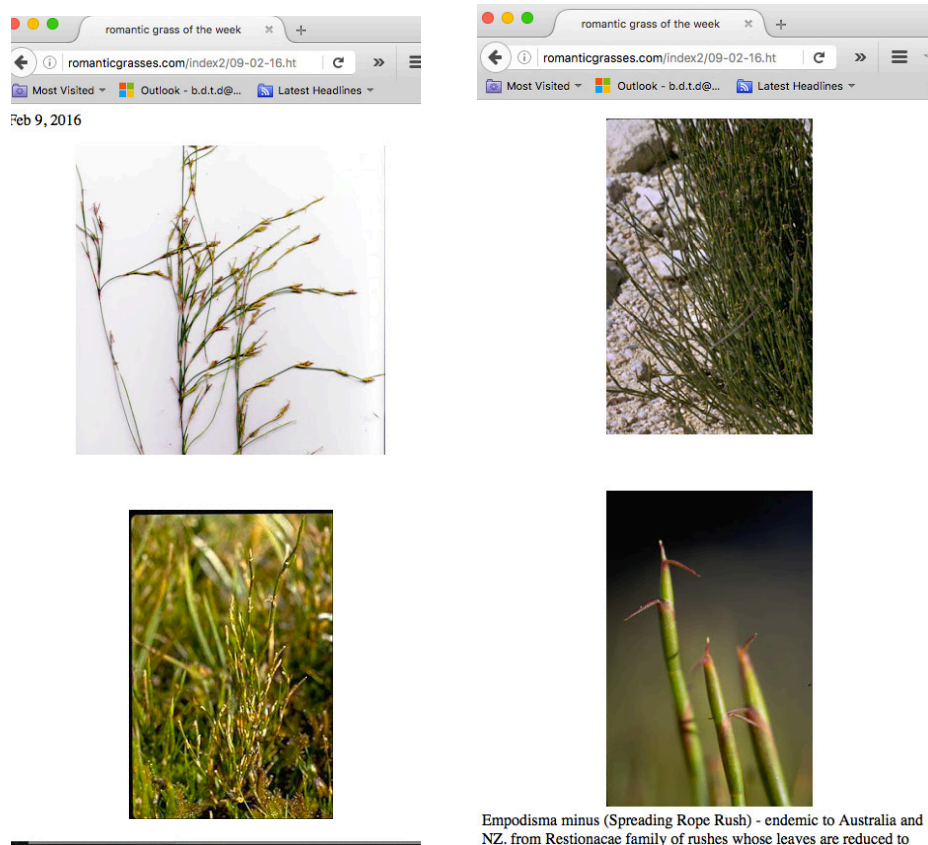 romantic grass of the week
romanticgrasses.com/index2/09-02-16.ht
Most Visited
Outlook - b.d.t.d@...
Latest Headlines
Feb 9, 2016
romantic grass of the week
romanticgrasses.com/index2/09-02-16.ht
Most Visited
Outlook - b.d.t.d@...
Latest Headlines
Empodisma minus (Spreading Rope Rush) - endemic to Australia and
NZ. from Restionacae family of rushes whose leaves are reduced to